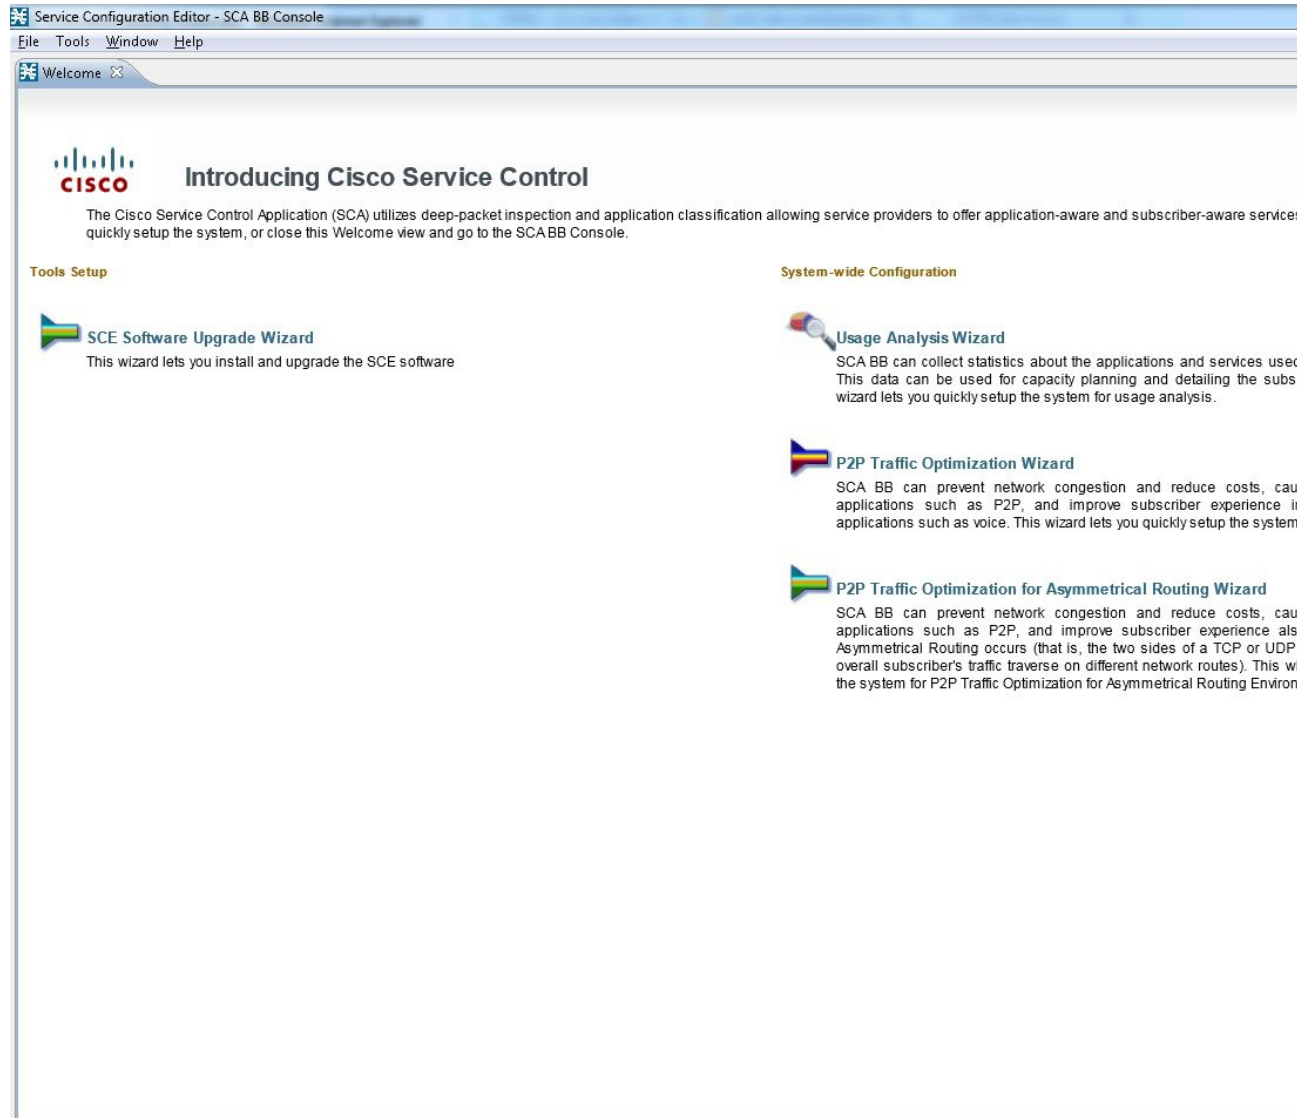 Service Configuration Editor - SCA BB Console
File Tools Window Help
Welcome
CISCO
Introducing Cisco Service Control
The Cisco Service Control Application (SCA) utilizes deep-packet inspection and application classification allowing service providers to offer application-aware and subscriber-aware services
quickly setup the system, or close this Welcome view and go to the SCA BB Console.
Tools Setup
SCE Software Upgrade Wizard
This wizard lets you install and upgrade the SCE software
System-wide Configuration
Usage Analysis Wizard
SCA BB can collect statistics about the applications and services used
This data can be used for capacity planning and detailing the subs
wizard lets you quickly setup the system for usage analysis.
P2P Traffic Optimization Wizard
SCA BB can prevent network congestion and reduce costs, cau
applications such as P2P, and improve subscriber experience i
applications such as voice. This wizard lets you quickly setup the system
P2P Traffic Optimization for Asymmetrical Routing Wizard
SCA BB can prevent network congestion and reduce costs, cau
applications such as P2P, and improve subscriber experience als
Asymmetrical Routing occurs (that is, the two sides of a TCP or UDP
overall subscriber's traffic traverse on different network routes). This wi
the system for P2P Traffic Optimization for Asymmetrical Routing Environ